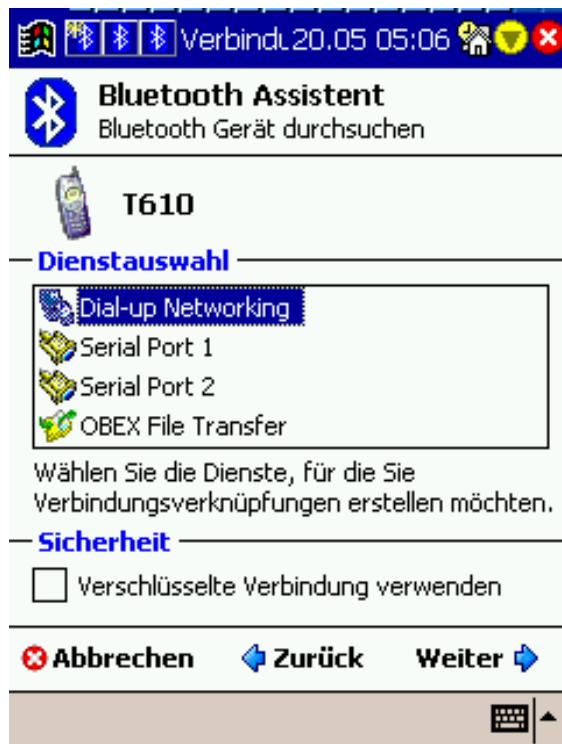 Verbindu 20.05 05:06
Bluetooth Assistent
Bluetooth Gerät durchsuchen
T610
Dienstauswahl
Dial-up Networking
Serial Port 1
Serial Port 2
OBEX File Transfer
Wählen Sie die Dienste, für die Sie
Verbindungsverknüpfungen erstellen möchten.
Sicherheit
Verschlüsselte Verbindung verwenden
Abbrechen Zurück Weiter